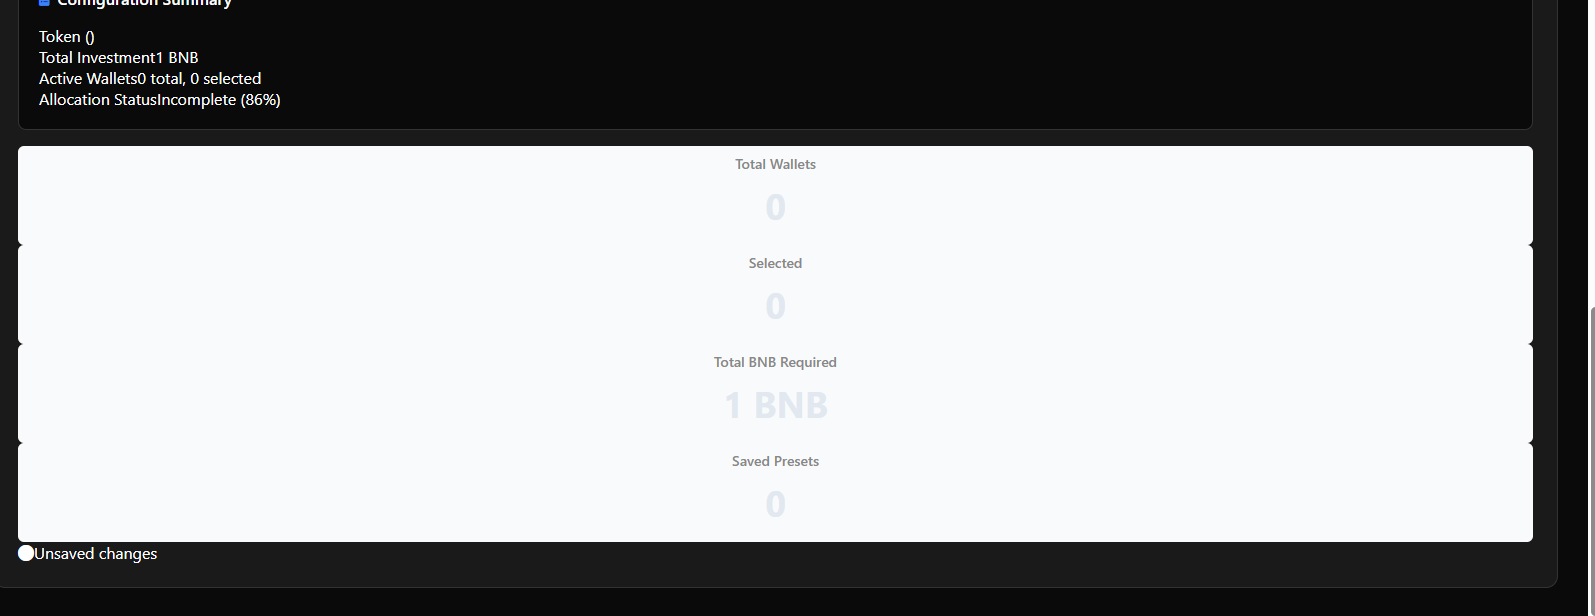 Configuration Summary
Token ()
Total Investment1 BNB
Active Wallets0 total, 0 selected
Allocation StatusIncomplete (86%)
Total Wallets
0
Selected
0
Total BNB Required
1 BNB
Saved Presets
0
Unsaved changes